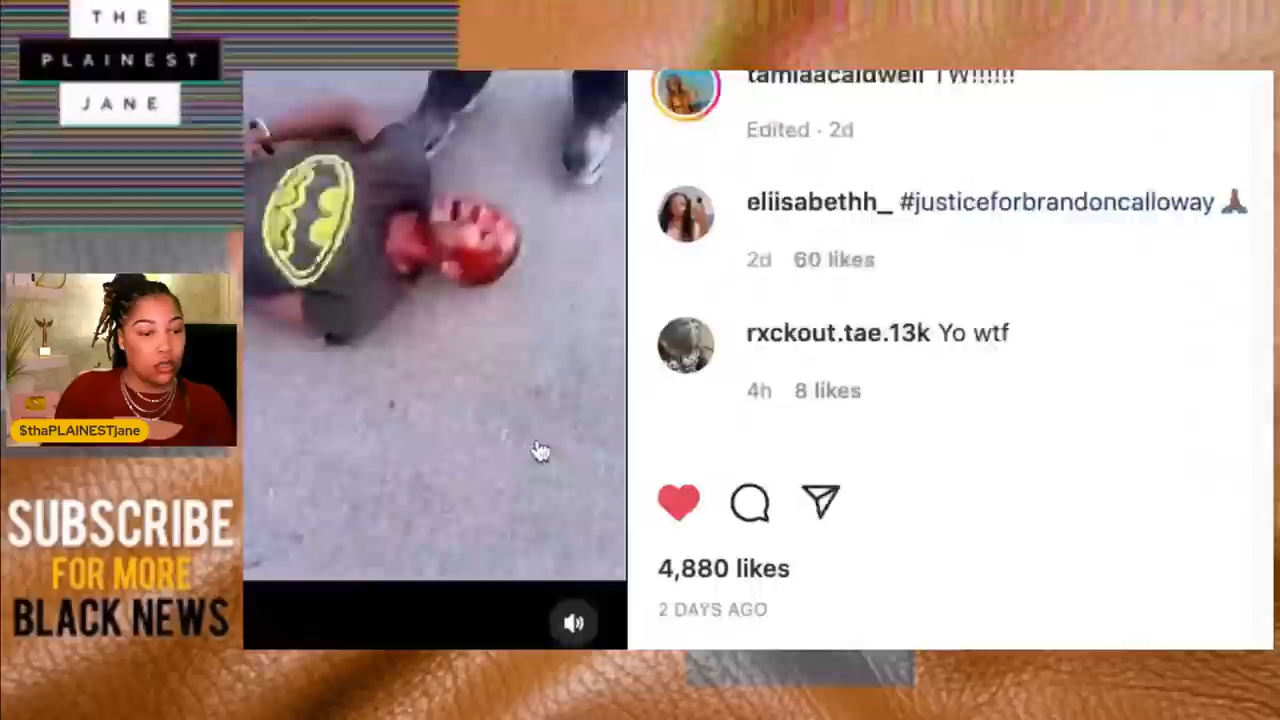 THE
PLAINEST
JANE
tamiaacaldwell TW!!!!!!
Edited · 2d
eliisabethh_ #justiceforbrandoncalloway
2d 60 likes
rxckout.tae.13k Yo wtf
4h 8 likes
4,880 likes
2 DAYS AGO
$thaPLAINESTjane
SUBSCRIBE
FOR MORE
BLACK NEWS